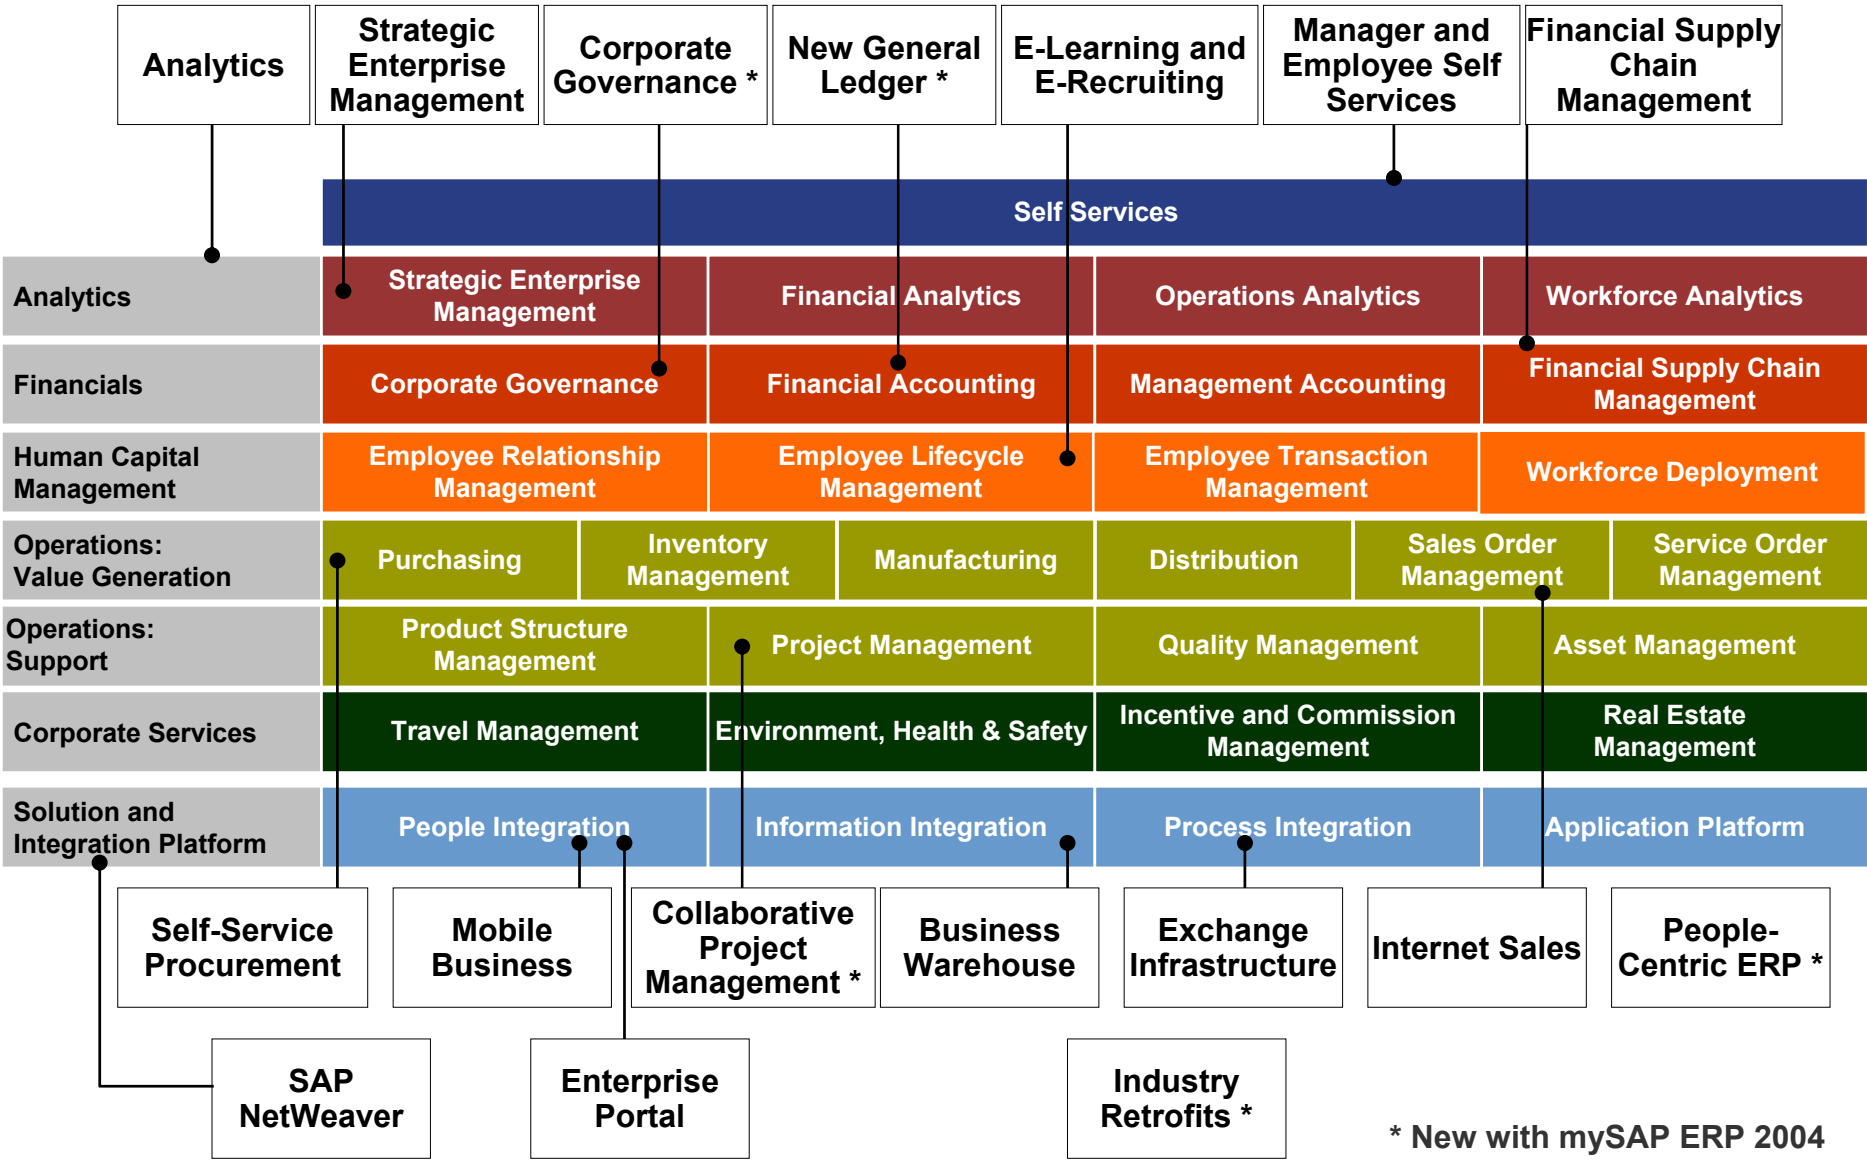 Analytics
Strategic
Enterprise
Management
Corporate
Governance *
New General
Ledger *
E-Learning and
E-Recruiting
Manager and
Employee Self
Services
Financial Supply
Chain
Management
Self Services
Analytics
Strategic Enterprise
Management
Financial Analytics
Operations Analytics
Workforce Analytics
Financials
Corporate Governance
Financial Accounting
Management Accounting
Financial Supply Chain
Management
Human Capital
Management
Employee Relationship
Management
Employee Lifecycle
Management
Employee Transaction
Management
Workforce Deployment
Operations:
Value Generation
Purchasing
Inventory
Management
Manufacturing
Distribution
Sales Order
Management
Service Order
Management
Operations:
Support
Product Structure
Management
Project Management
Quality Management
Asset Management
Corporate Services
Travel Management
Environment, Health & Safety
Incentive and Commission
Management
Real Estate
Management
Solution and
Integration Platform
People Integration
Information Integration
Process Integration
Application Platform
Self-Service
Procurement
Mobile
Business
Collaborative
Project
Management *
Business
Warehouse
Exchange
Infrastructure
Internet Sales
People-
Centric ERP *
SAP
NetWeaver
Enterprise
Portal
Industry
Retrofits *
* New with mySAP ERP 2004